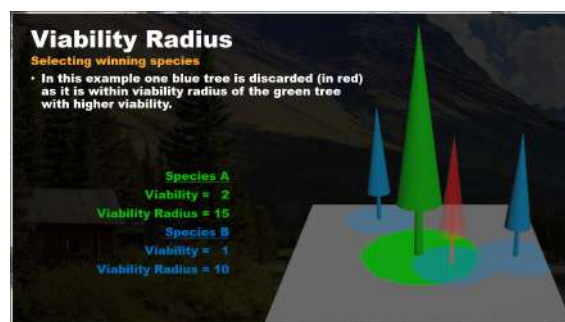 Viability Radius
Selecting winning species
• In this example one blue tree is discarded (in red)
as it is within viability radius of the green tree
with higher viability.
Species A
Viability = 2
Viability Radius = 15
Species B
Viability = 1
Viability Radius = 10